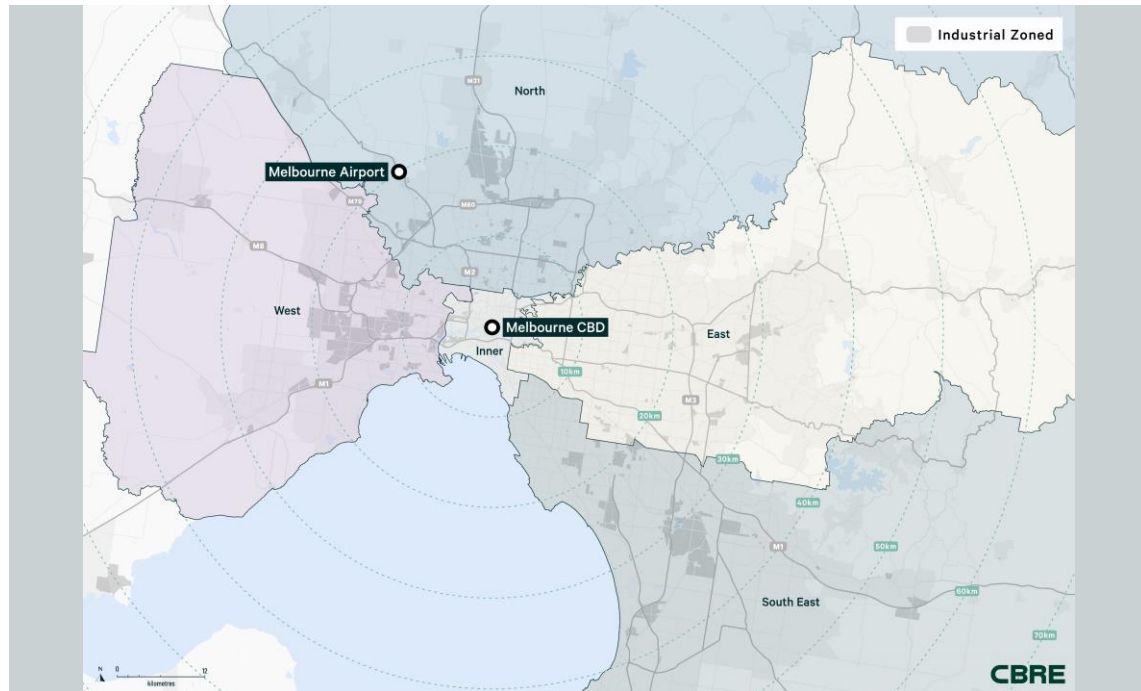 Industrial Zoned
M31
North
Melbourne Airport
M79
M80
M8
M2
West
Melbourne CBD
Inner
East
10km
M1
M3
20km
30km
40km
M1
50km
60km
South East
70km
N 0 12
kilometres
CBRE